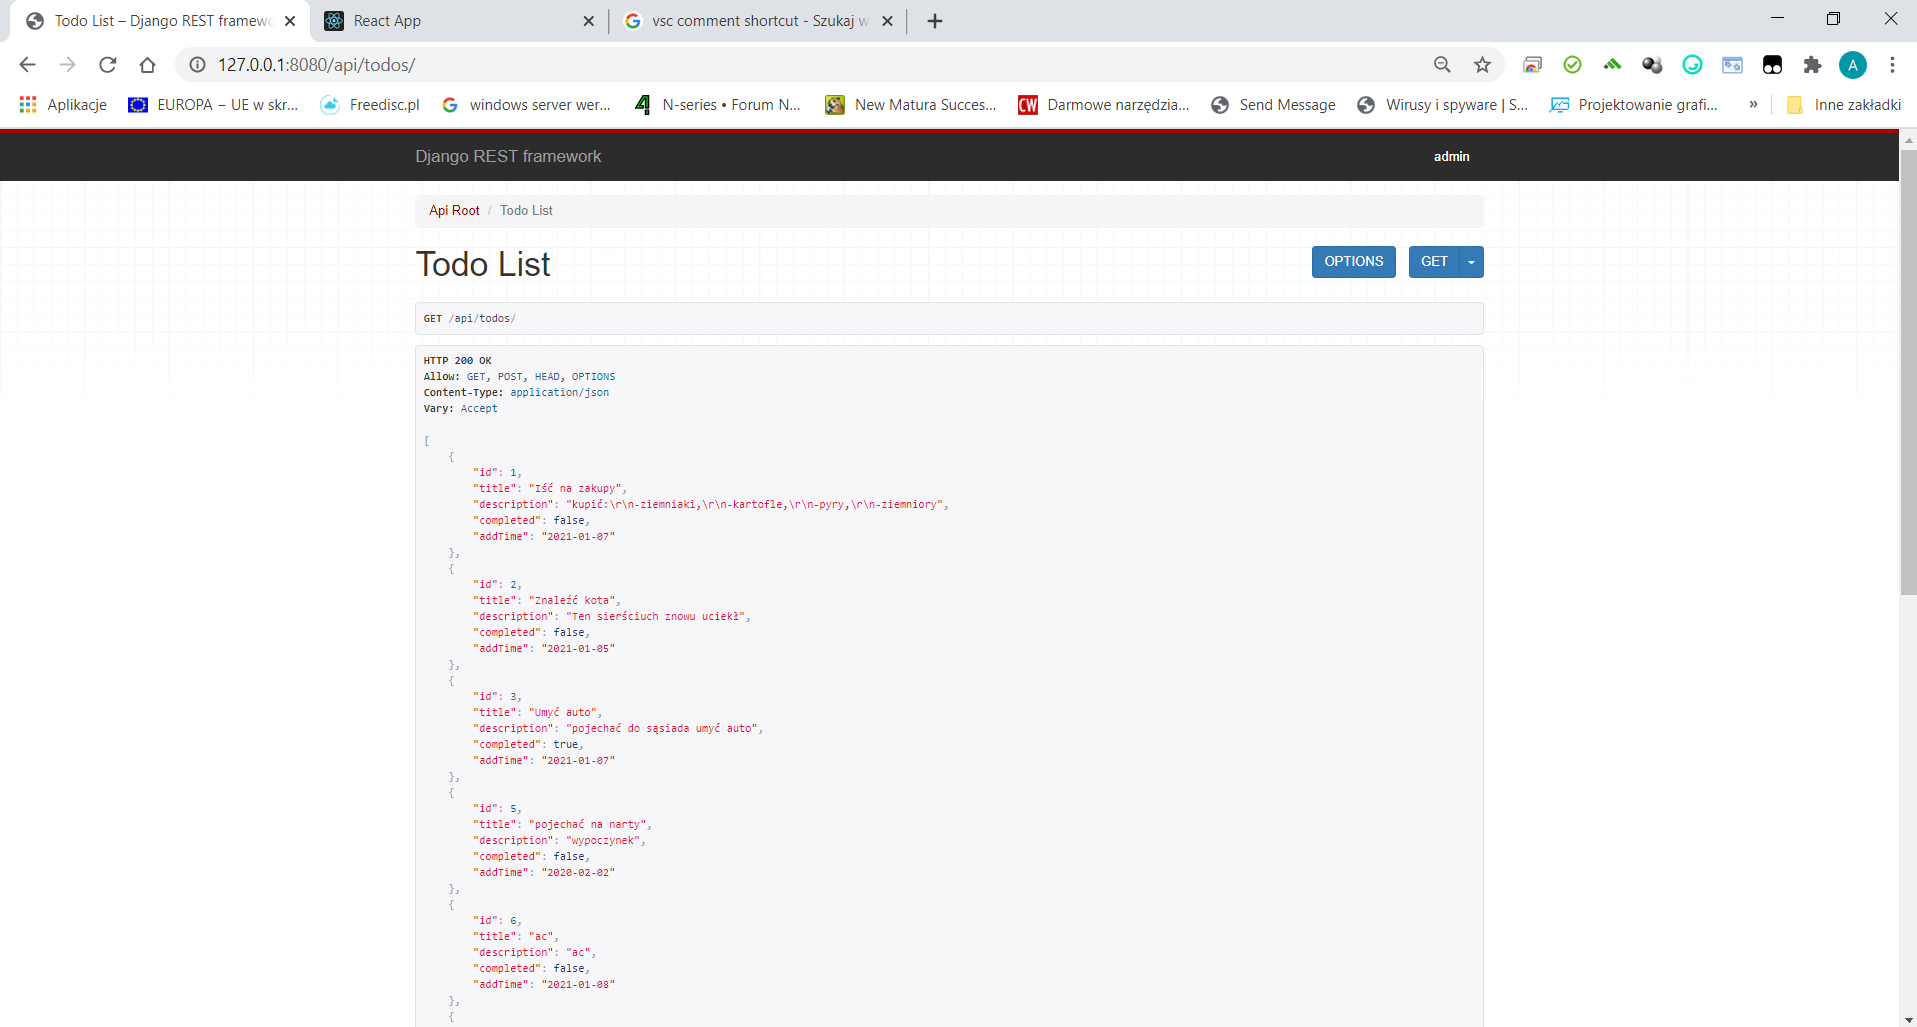 Todo List – Django REST framewo
React App
vsc comment shortcut - Szukaj w
127.0.0.1:8080/api/todos/
A
Aplikacje
EUROPA – UE w skr...
Freedisc.pl
windows server wer...
N-series • Forum N...
New Matura Succes...
CW
Darmowe narzędzia...
Send Message
Wirusy i spyware | S...
Projektowanie grafi...
»
Inne zakładki
Django REST framework
admin
Api Root / Todo List
Todo List
OPTIONS
GET
GET /api/todos/
HTTP 200 OK
Allow: GET, POST, HEAD, OPTIONS
Content-Type: application/json
Vary: Accept
[
{
"id": 1,
"title": "Iść na zakupy",
"description": "kupić:\r\n-ziemniaki,\r\n-kartofle,\r\n-pyry,\r\n-ziemniory",
"completed": false,
"addTime": "2021-01-07"
},
{
"id": 2,
"title": "Znaleźć kota",
"description": "Ten sierściuch znowu uciekł",
"completed": false,
"addTime": "2021-01-05"
},
{
"id": 3,
"title": "Umyć auto",
"description": "pojechać do sąsiada umyć auto",
"completed": true,
"addTime": "2021-01-07"
},
{
"id": 5,
"title": "pojechać na narty",
"description": "wypoczynek",
"completed": false,
"addTime": "2020-02-02"
},
{
"id": 6,
"title": "ac",
"description": "ac",
"completed": false,
"addTime": "2021-01-08"
},
{